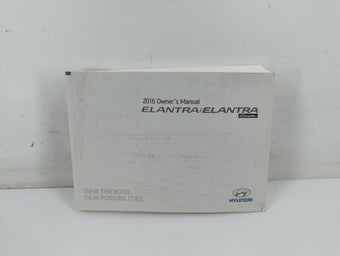 2016 Owner's Manual
ELANTRA/ELANTRA
NEW THINKING.
NEW POSSIBILITIES.
HYUNDAI